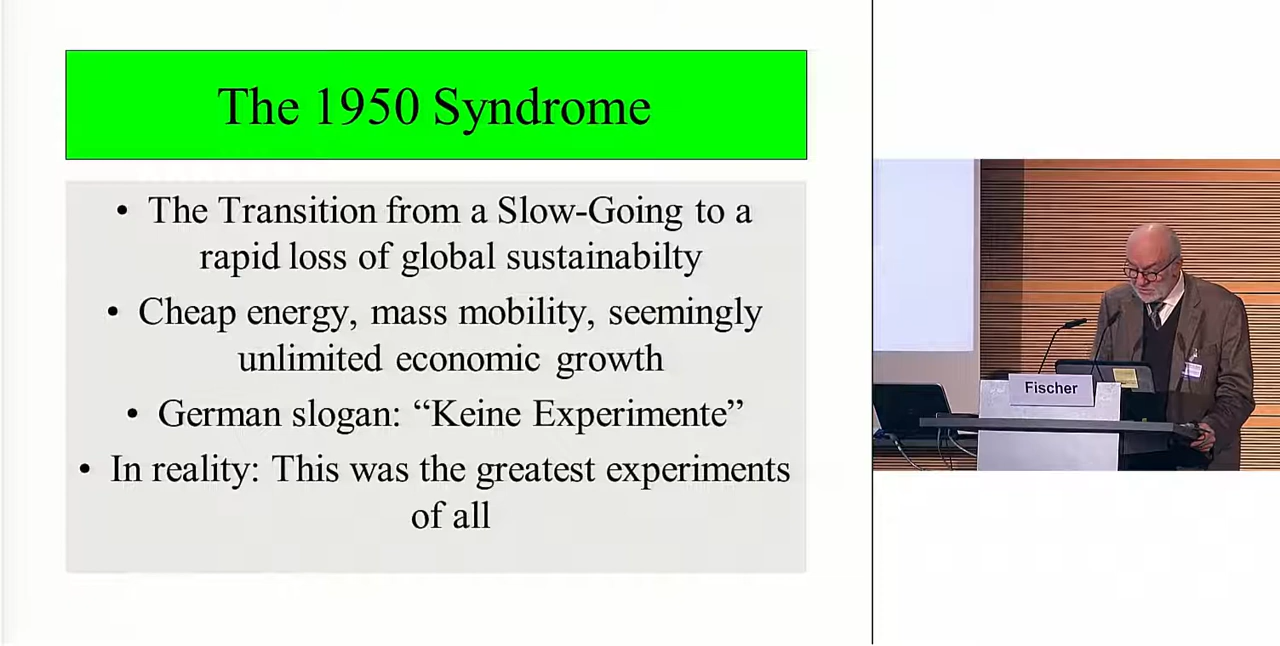 The 1950 Syndrome
• The Transition from a Slow-Going to a
rapid loss of global sustainabilty
• Cheap energy, mass mobility, seemingly
unlimited economic growth
• German slogan: “Keine Experimente”
• In reality: This was the greatest experiments
of all
Fischer